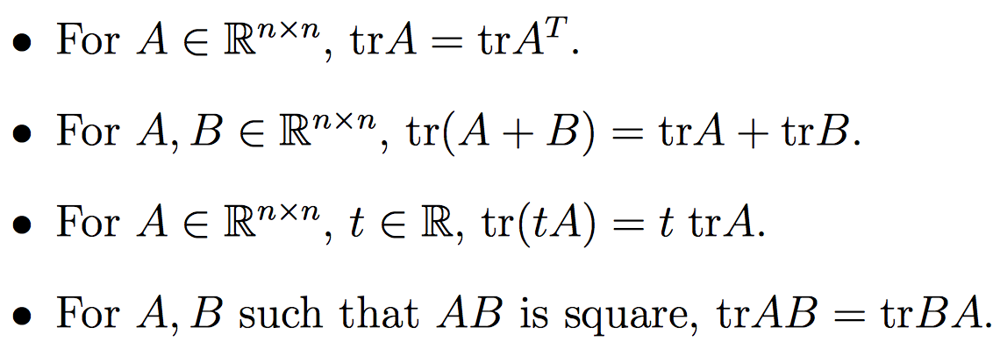 • For $A \in \mathbb{R}^{n \times n}$, $\mathrm{tr}A = \mathrm{tr}A^T$.
• For $A, B \in \mathbb{R}^{n \times n}$, $\mathrm{tr}(A + B) = \mathrm{tr}A + \mathrm{tr}B$.
• For $A \in \mathbb{R}^{n \times n}$, $t \in \mathbb{R}$, $\mathrm{tr}(tA) = t\ \mathrm{tr}A$.
• For $A, B$ such that $AB$ is square, $\mathrm{tr}AB = \mathrm{tr}BA$.